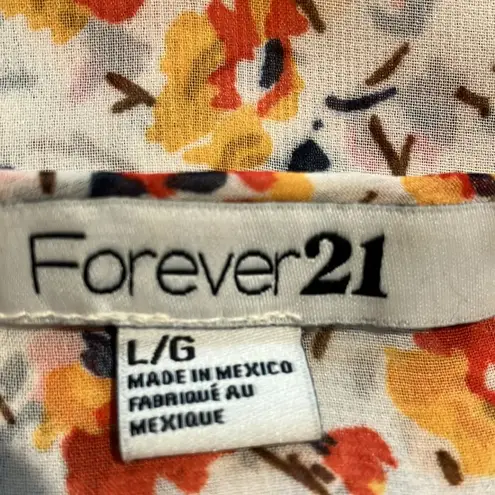 Forever21
L/G
MADE IN MEXICO
FABRIQUÉ AU
MEXIQUE